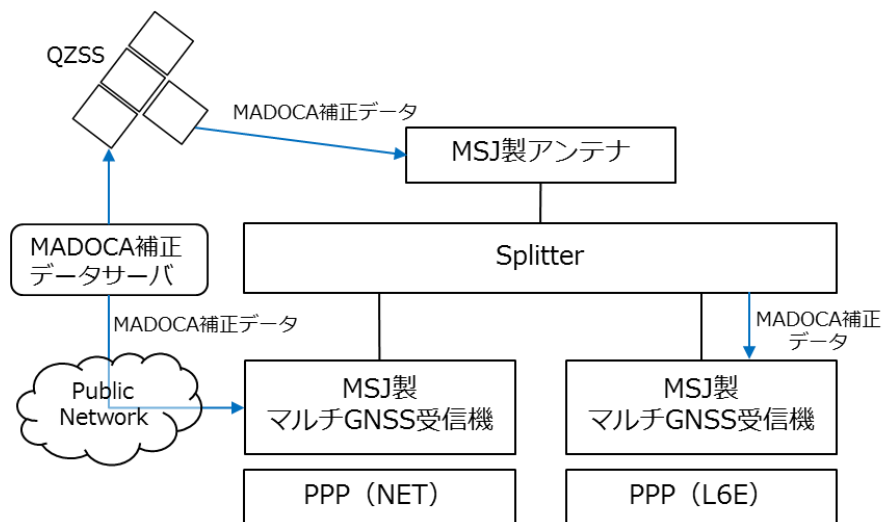 QZSS
MADOCA補正データ
MSJ製アンテナ
MADOCA補正
データサーバ
Splitter
MADOCA補正データ
MADOCA補正
データ
Public
Network
MSJ製
マルチGNSS受信機
MSJ製
マルチGNSS受信機
PPP（NET）
PPP（L6E）